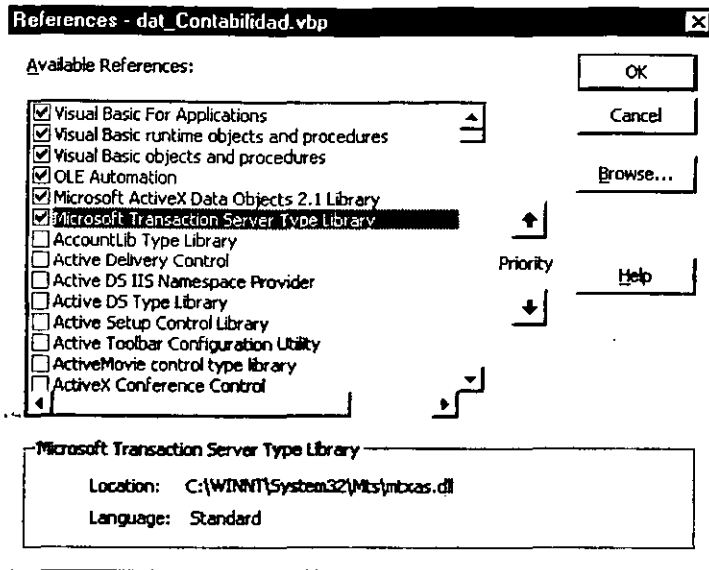 References - dat_Contabilidad.vbp
Available References:
OK
Cancel
Browse...
Help
Visual Basic For Applications
Visual Basic runtime objects and procedures
Visual Basic objects and procedures
OLE Automation
Microsoft ActiveX Data Objects 2.1 Library
Microsoft Transaction Server Type Library
AccountLib Type Library
Active Delivery Control
Active DS IIS Namespace Provider
Active DS Type Library
Active Setup Control Library
Active Toolbar Configuration Utility
ActiveMovie control type library
ActiveX Conference Control
Priority
Microsoft Transaction Server Type Library
Location: C:\WINNT\System32\Mts\mtxas.dll
Language: Standard